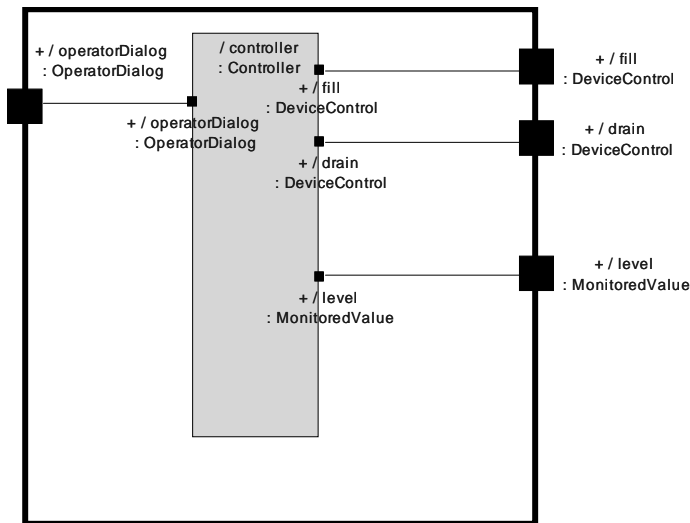 + / operatorDialog
: OperatorDialog
/ controller
: Controller
+ / fill
: DeviceControl
+ / fill
: DeviceControl
+ / operatorDialog
: OperatorDialog
+ / drain
: DeviceControl
+ / drain
: DeviceControl
+ / level
: MonitoredValue
+ / level
: MonitoredValue